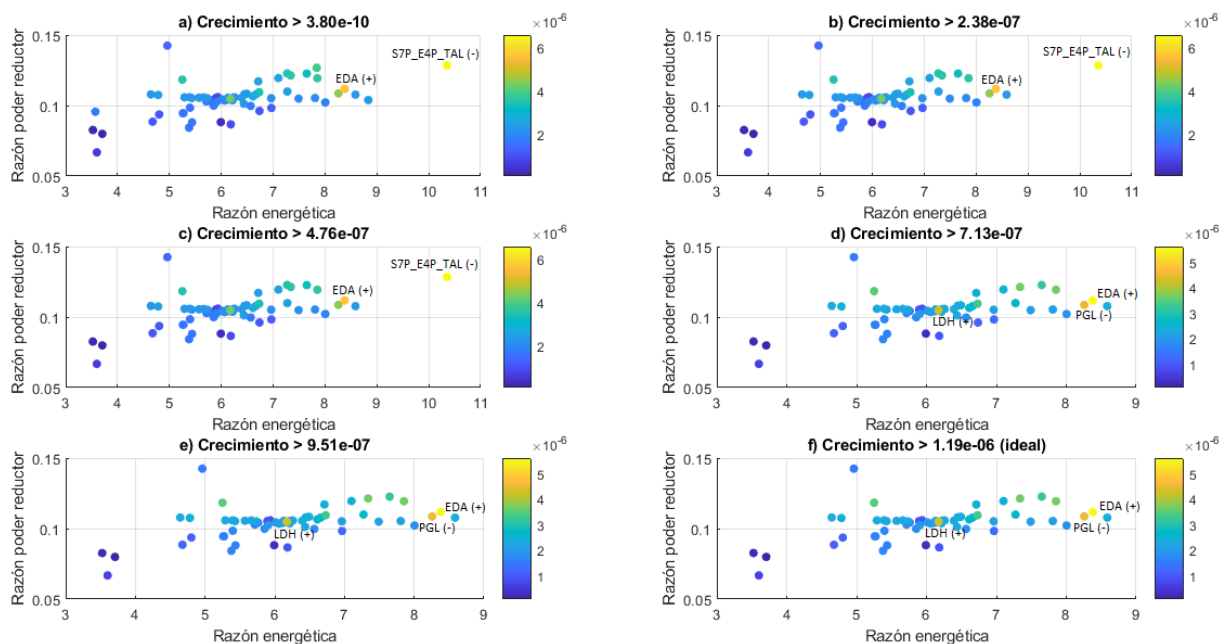 a) Crecimiento > 3.80e-10
×10⁻⁶
0.15
0.1
0.05
Razón poder reductor
S7P_E4P_TAL (-)
EDA (+)
6
4
2
3 4 5 6 7 8 9 10 11
Razón energética
b) Crecimiento > 2.38e-07
×10⁻⁶
0.15
0.1
0.05
Razón poder reductor
S7P_E4P_TAL (-)
EDA (+)
6
4
2
3 4 5 6 7 8 9 10 11
Razón energética
c) Crecimiento > 4.76e-07
×10⁻⁶
0.15
0.1
0.05
Razón poder reductor
S7P_E4P_TAL (-)
EDA (+)
6
4
2
3 4 5 6 7 8 9 10 11
Razón energética
d) Crecimiento > 7.13e-07
×10⁻⁶
0.15
0.1
0.05
Razón poder reductor
EDA (+)
PGL (-)
LDH (+)
5
4
3
2
1
3 4 5 6 7 8 9
Razón energética
e) Crecimiento > 9.51e-07
×10⁻⁶
0.15
0.1
0.05
Razón poder reductor
EDA (+)
PGL (-)
LDH (+)
5
4
3
2
1
3 4 5 6 7 8 9
Razón energética
f) Crecimiento > 1.19e-06 (ideal)
×10⁻⁶
0.15
0.1
0.05
Razón poder reductor
EDA (+)
PGL (-)
LDH (+)
5
4
3
2
1
3 4 5 6 7 8 9
Razón energética